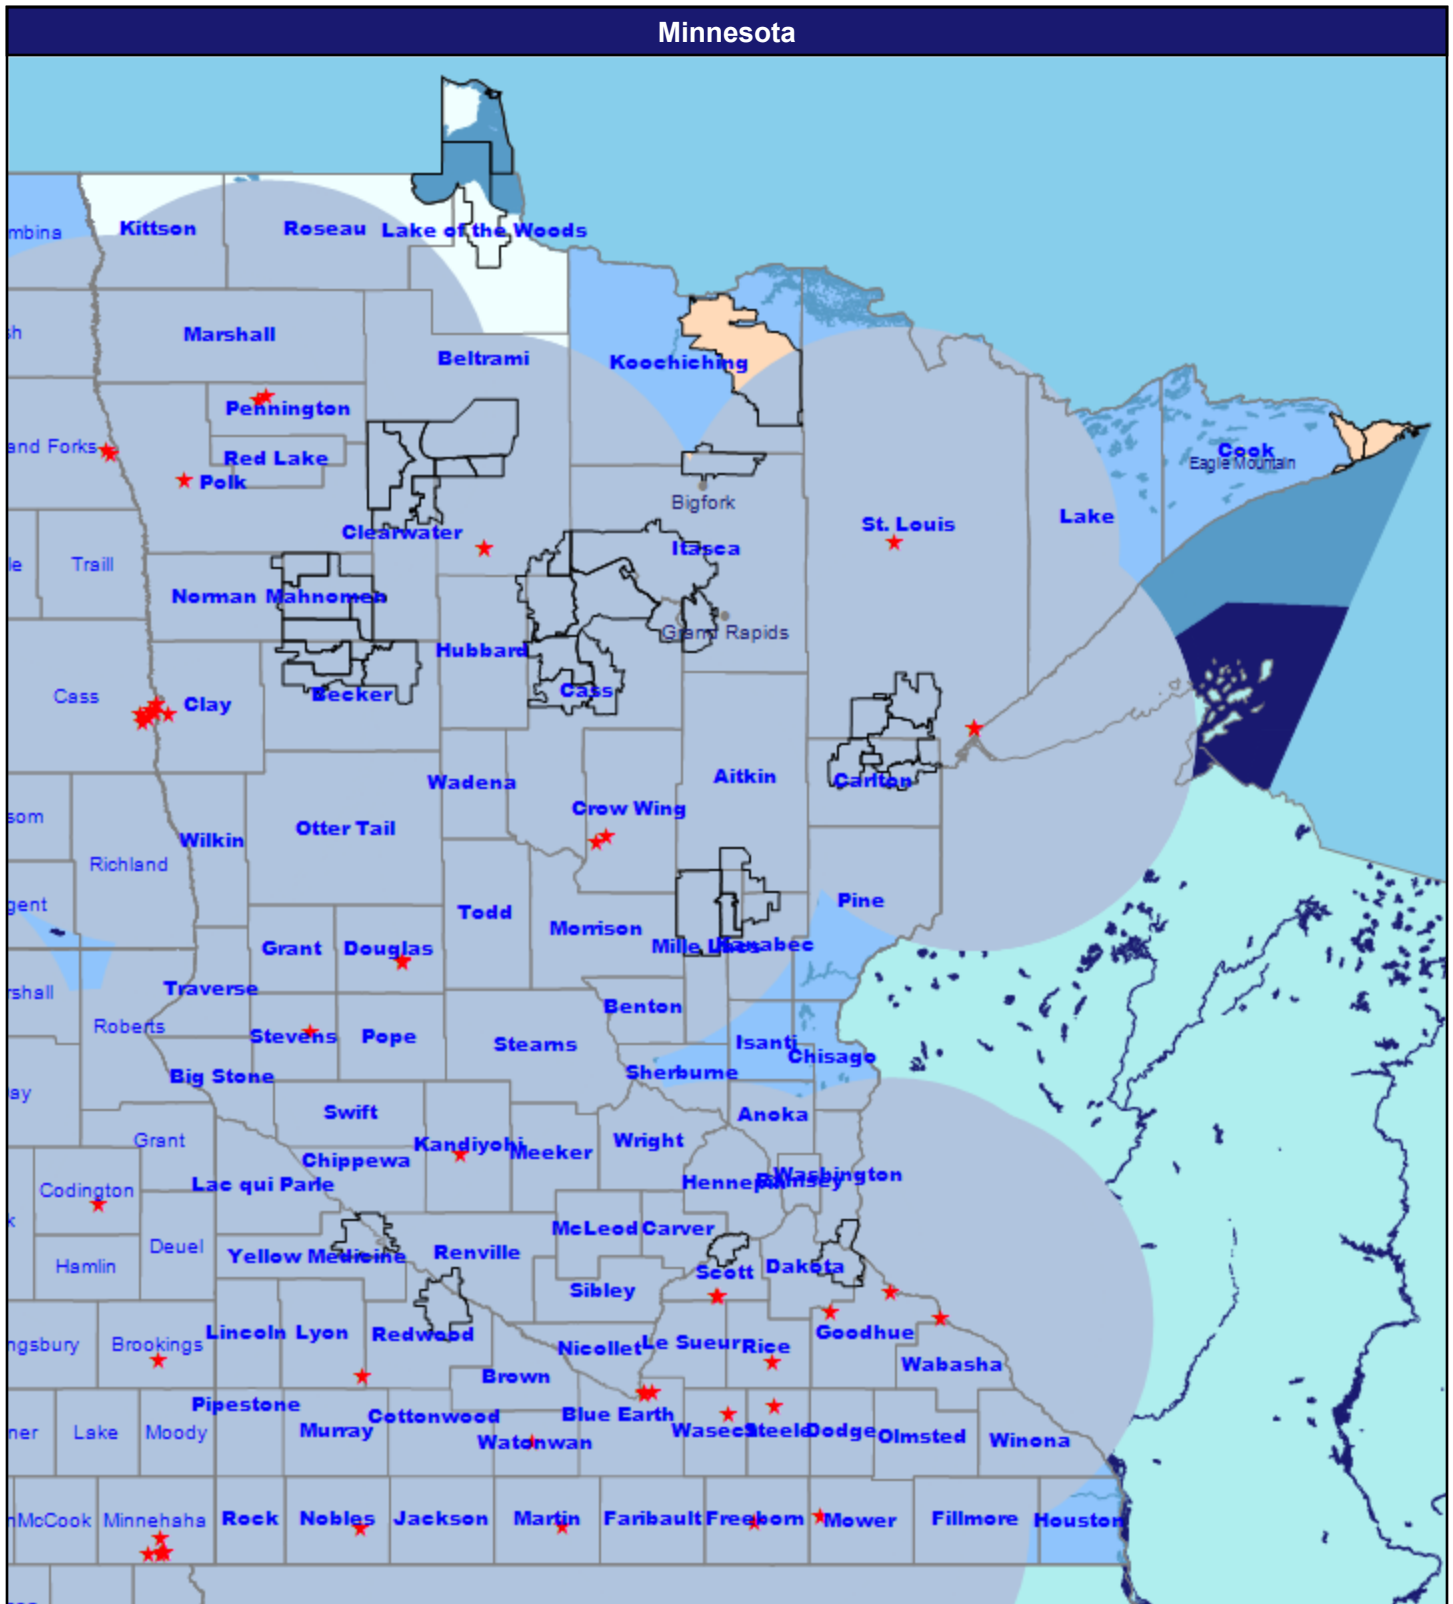 Minnesota
mbina
Kittson
Roseau
Lake of the Woods
sh
Marshall
Beltrami
Koochiching
Pennington
and Forks
Red Lake
Polk
Cook
Eagle Mountain
Bigfork
Clearwater
St. Louis
Lake
Itasca
le
Traill
Norman
Mahnomen
Grand Rapids
Hubbard
Cass
Clay
Becker
Cass
Wadena
Aitkin
Carlton
som
Crow Wing
Otter Tail
Wilkin
Richland
gent
Todd
Pine
Morrison
Grant
Douglas
Mille Lacs
Kanabec
rshall
Traverse
Benton
Roberts
Stevens
Pope
Stearns
Isanti
Chisago
Big Stone
Sherburne
ay
Swift
Anoka
Grant
Kandiyohi
Meeker
Wright
Chippewa
Codington
Lac qui Parle
Hennepin
Ramsey
Washington
k
McLeod
Carver
Deuel
Yellow Medicine
Renville
Hamlin
Scott
Dakota
Sibley
ngsbury
Brookings
Lincoln
Lyon
Redwood
Nicollet
Le Sueur
Rice
Goodhue
Wabasha
Brown
Pipestone
Cottonwood
Blue Earth
ner
Lake
Moody
Murray
Watonwan
Waseca
Steele
Dodge
Olmsted
Winona
McCook
Minnehaha
Rock
Nobles
Jackson
Martin
Faribault
Freeborn
Mower
Fillmore
Houston